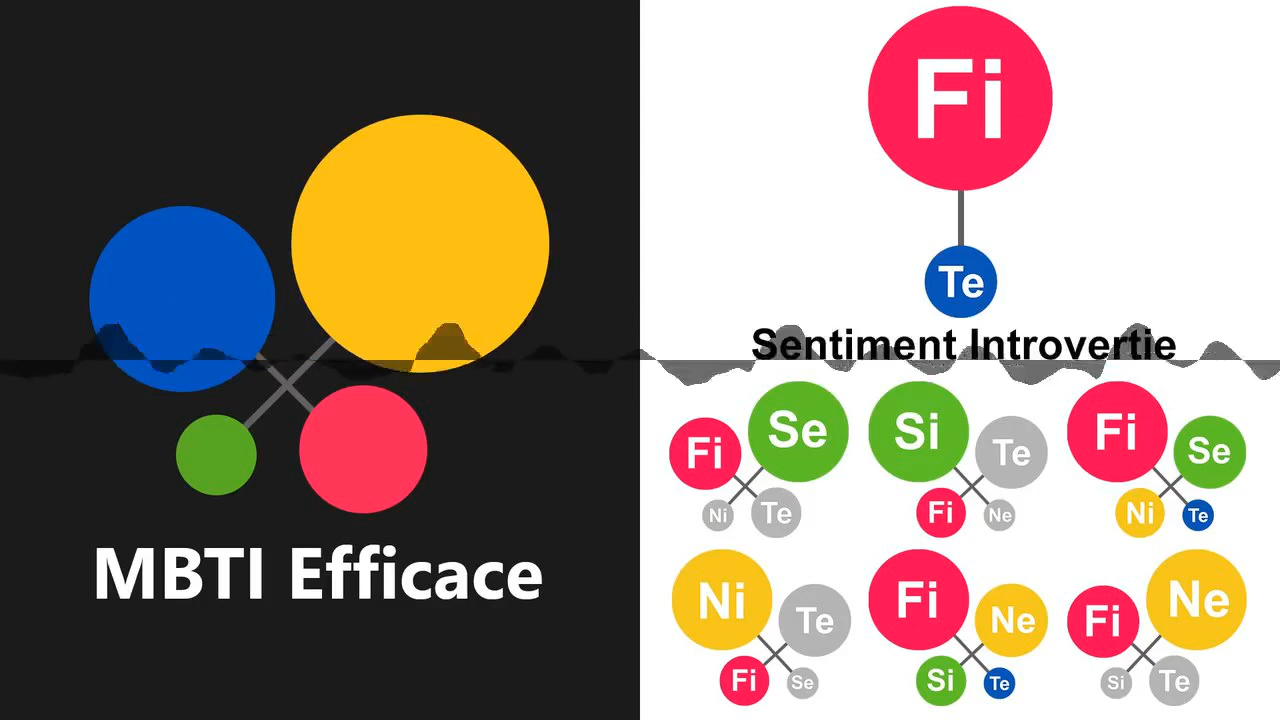 MBTI Efficace
Fi
Te
Sentiment Introvertie
Fi
Se
Ni
Te
Si
Te
Fi
Ne
Fi
Se
Ni
Te
Ni
Te
Fi
Se
Fi
Ne
Si
Te
Fi
Ne
Si
Te